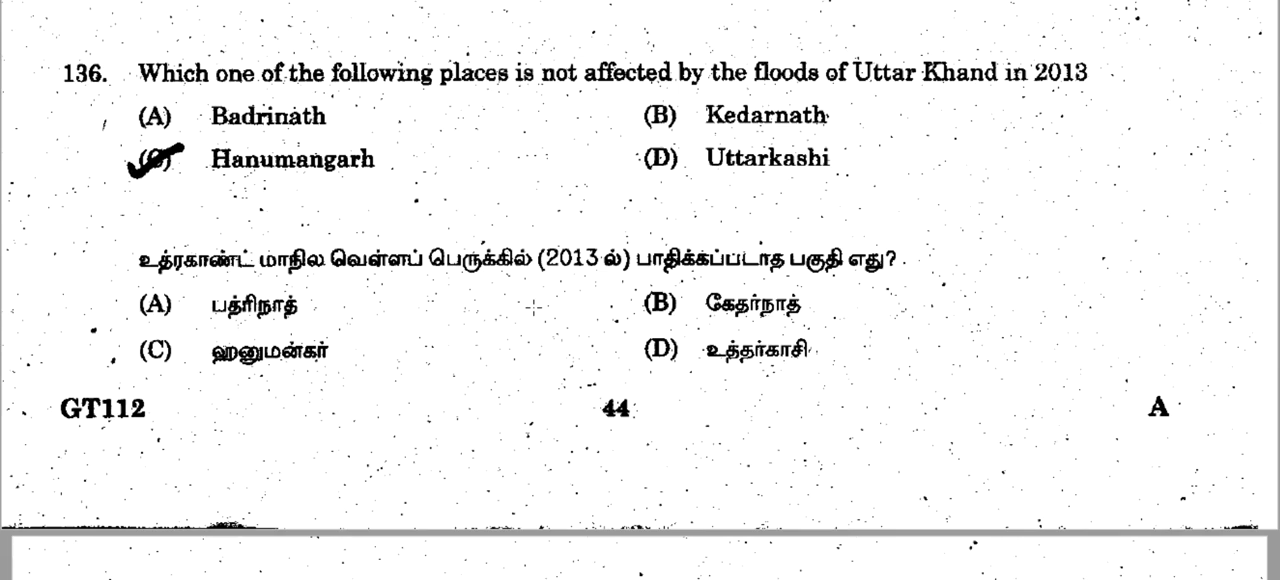 136. Which one of the following places is not affected by the floods of Uttar Khand in 2013
(A) Badrinath (B) Kedarnath
(C) Hanumangarh (D) Uttarkashi
உத்ரகாண்ட் மாநில வெள்ளப் பெருக்கில் (2013 ல்) பாதிக்கப்படாத பகுதி எது?
(A) பத்ரிநாத் (B) கேதர்நாத்
(C) ஹனுமன்கர் (D) உத்தர்காசி
GT112 44 A